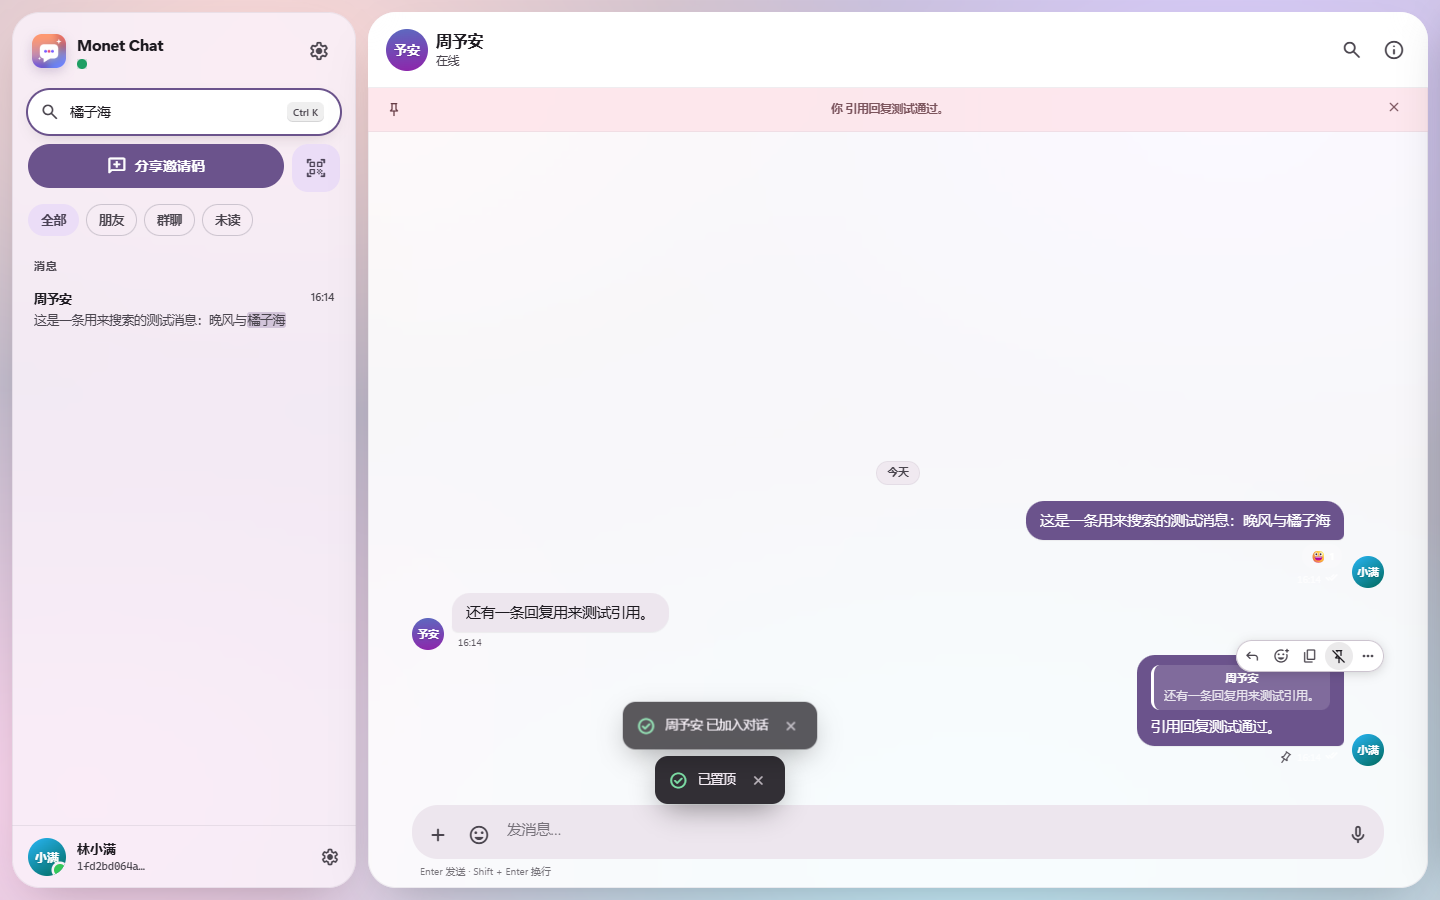 Monet Chat
橘子海
Ctrl K
分享邀请码
全部
朋友
群聊
未读
消息
周予安
16:14
这是一条用来搜索的测试消息：晚风与橘子海
小满
林小满
1fd2bd064a…
予安
周予安
在线
你 引用回复测试通过。
今天
这是一条用来搜索的测试消息：晚风与橘子海
小满
还有一条回复用来测试引用。
予安
16:14
周予安
还有一条回复用来测试引用。
引用回复测试通过。
小满
周予安 已加入对话
已置顶
发消息…
Enter 发送 · Shift + Enter 换行